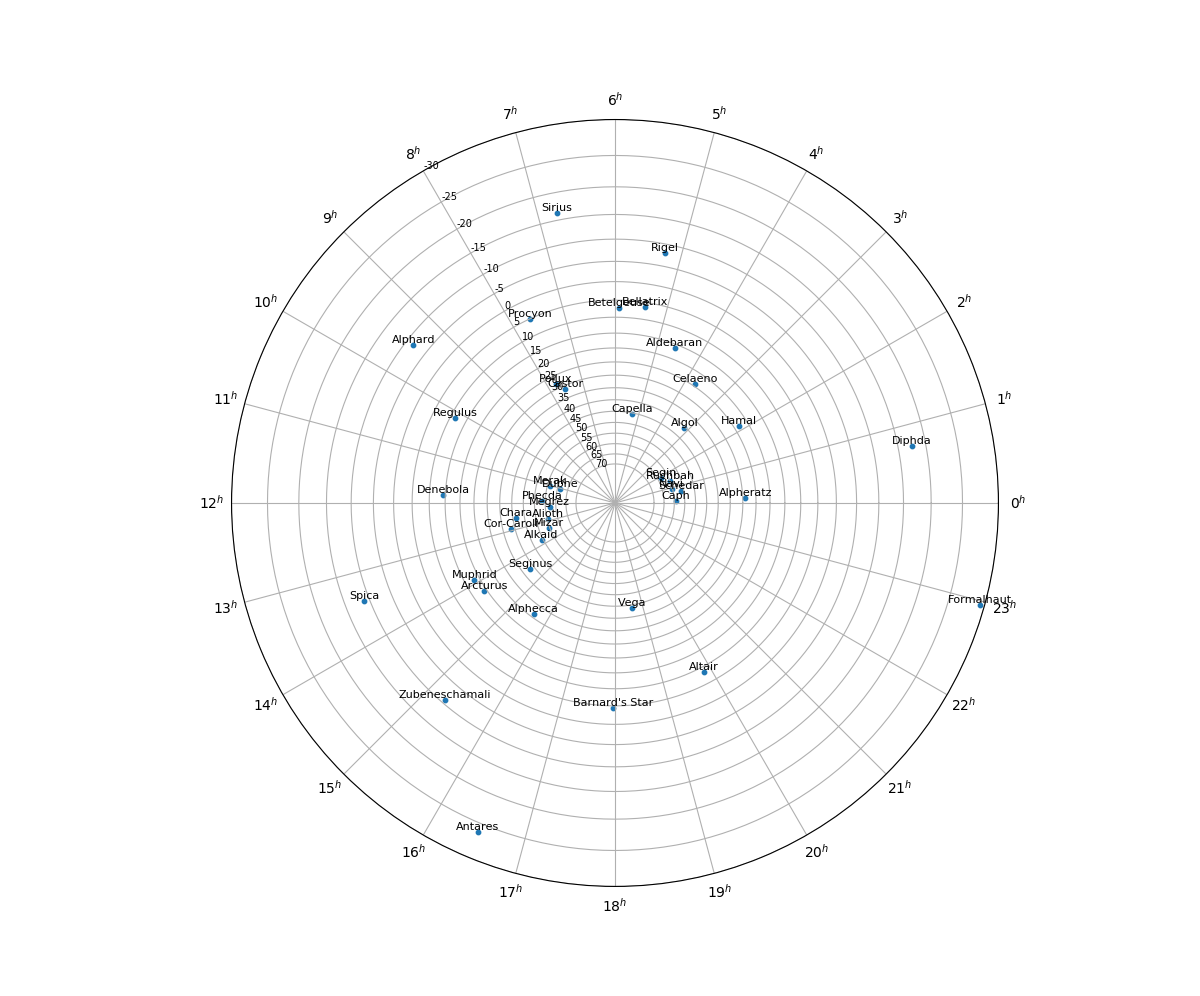 6h
7h
5h
8h
4h
-30
-25
Sirius
9h
3h
-20
-15
Rigel
-10
-5
10h
2h
0
Betelgeuse
Bellatrix
Procyon
5
10
Alphard
Aldebaran
15
20
25
Pollux
Castor
Celaeno
30
35
11h
1h
40
Capella
Regulus
45
Algol
Hamal
50
55
Diphda
60
65
70
Segin
Ruchbah
Navi
Schedar
Merak
Dubhe
Denebola
Alpheratz
Phecda
Caph
Megrez
12h
0h
Chara
Alioth
Cor-Caroli
Mizar
Alkaid
Seginus
Muphrid
Arcturus
Spica
Formalhaut
13h
23h
Vega
Alphecca
Altair
Zubeneschamali
Barnard's Star
14h
22h
15h
21h
Antares
16h
20h
17h
19h
18h